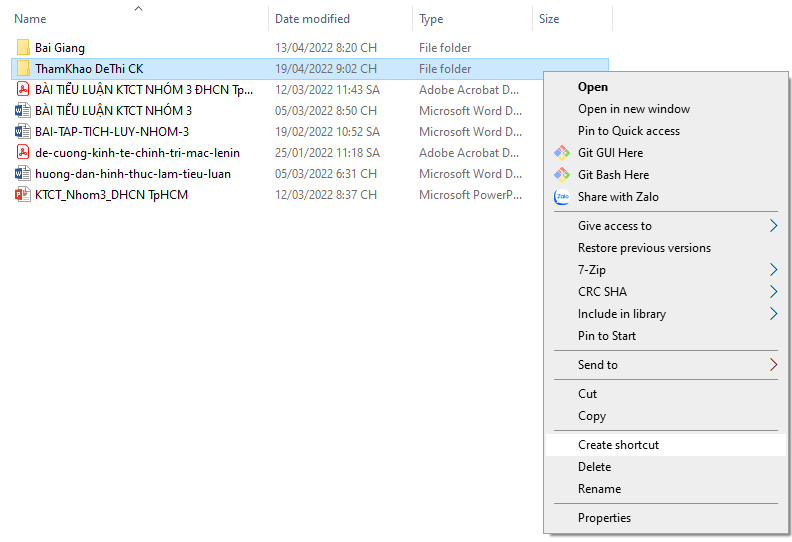 Name Date modified Type Size
Bai Giang 13/04/2022 8:20 CH File folder
ThamKhao DeThi CK 19/04/2022 9:02 CH File folder
BÀI TIỂU LUẬN KTCT NHÓM 3 ĐHCN Tp... 12/03/2022 11:43 SA Adobe Acrobat D...
BÀI TIỂU LUẬN KTCT NHÓM 3 05/03/2022 8:50 CH Microsoft Word D...
BAI-TAP-TICH-LUY-NHOM-3 19/02/2022 10:52 SA Microsoft Word D...
de-cuong-kinh-te-chinh-tri-mac-lenin 25/01/2022 11:18 SA Adobe Acrobat D...
huong-dan-hinh-thuc-lam-tieu-luan 05/03/2022 6:31 CH Microsoft Word D...
KTCT_Nhom3_DHCN TpHCM 12/03/2022 8:37 CH Microsoft PowerP...
Open
Open in new window
Pin to Quick access
Git GUI Here
Git Bash Here
Zalo Share with Zalo
Give access to
Restore previous versions
7-Zip
CRC SHA
Include in library
Pin to Start
Send to
Cut
Copy
Create shortcut
Delete
Rename
Properties